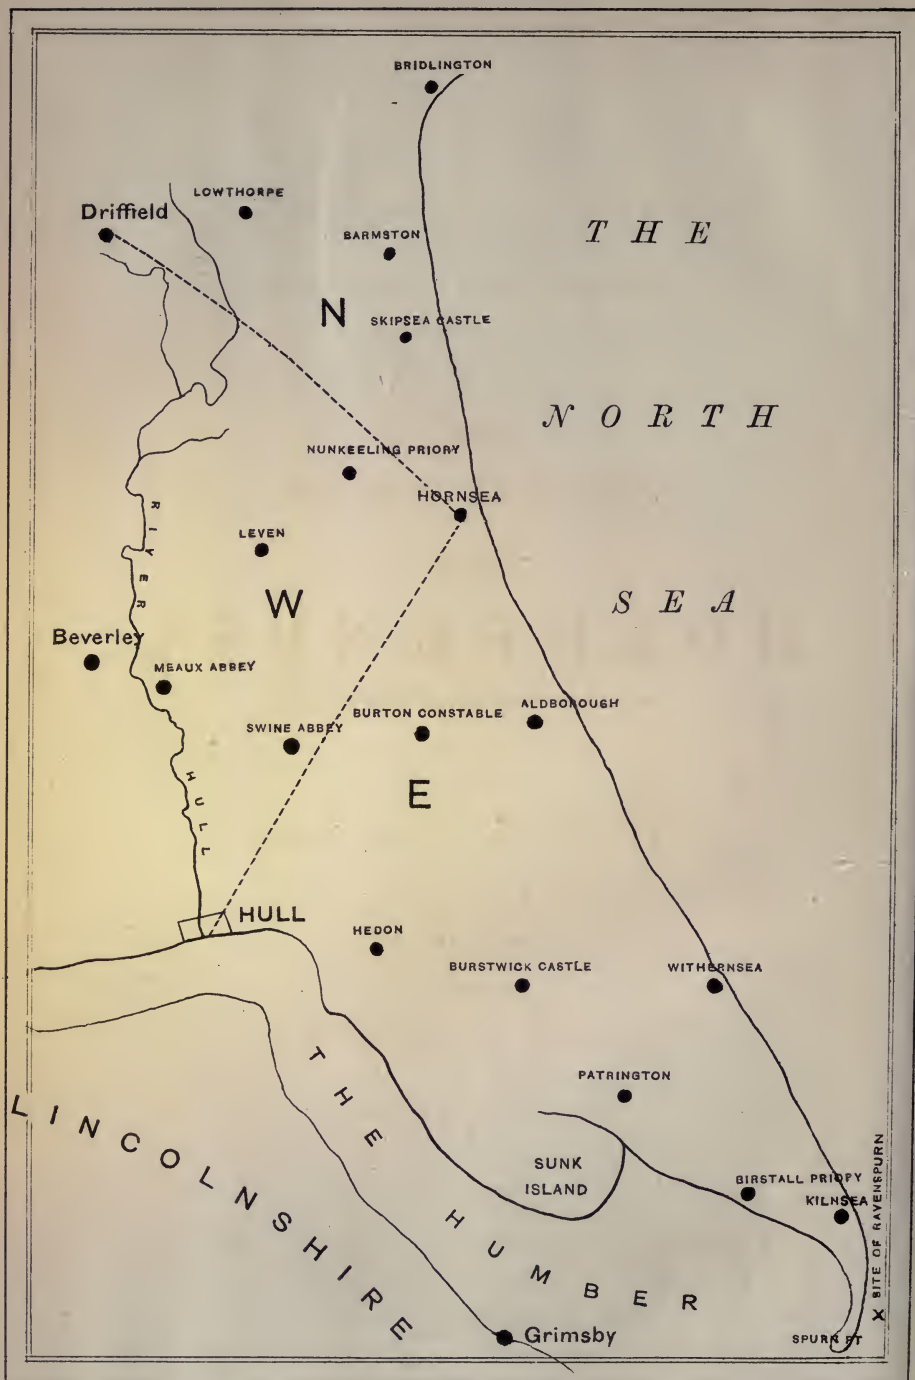 BRIDLINGTON
LOWTHORPE
Driffield
BARMSTON
THE
N
SKIPSEA CASTLE
NORTH
NUNKEELING PRIORY
HORNSEA
RIVER
LEVEN
W
SEA
Beverley
MEAUX ABBEY
BURTON CONSTABLE
ALDBOROUGH
SWINE ABBEY
HULL
E
HULL
HEDON
BURSTWICK CASTLE
WITHERNSEA
THE
PATRINGTON
LINCOLNSHIRE
SUNK
ISLAND
BIRSTALL PRIORY
KILNSEA
HUMBER
X SITE OF RAVENSPURN
Grimsby
SPURN PT